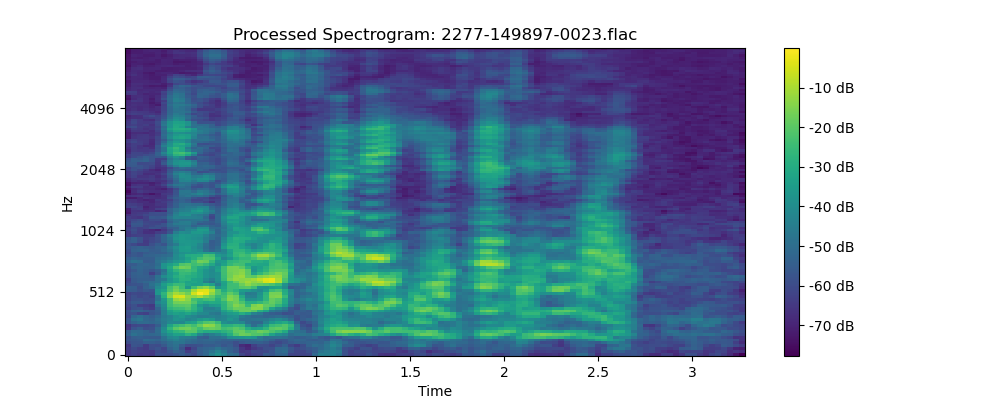 Processed Spectrogram: 2277-149897-0023.flac
Hz
4096
2048
1024
512
0
0
0.5
1
1.5
2
2.5
3
Time
-10 dB
-20 dB
-30 dB
-40 dB
-50 dB
-60 dB
-70 dB